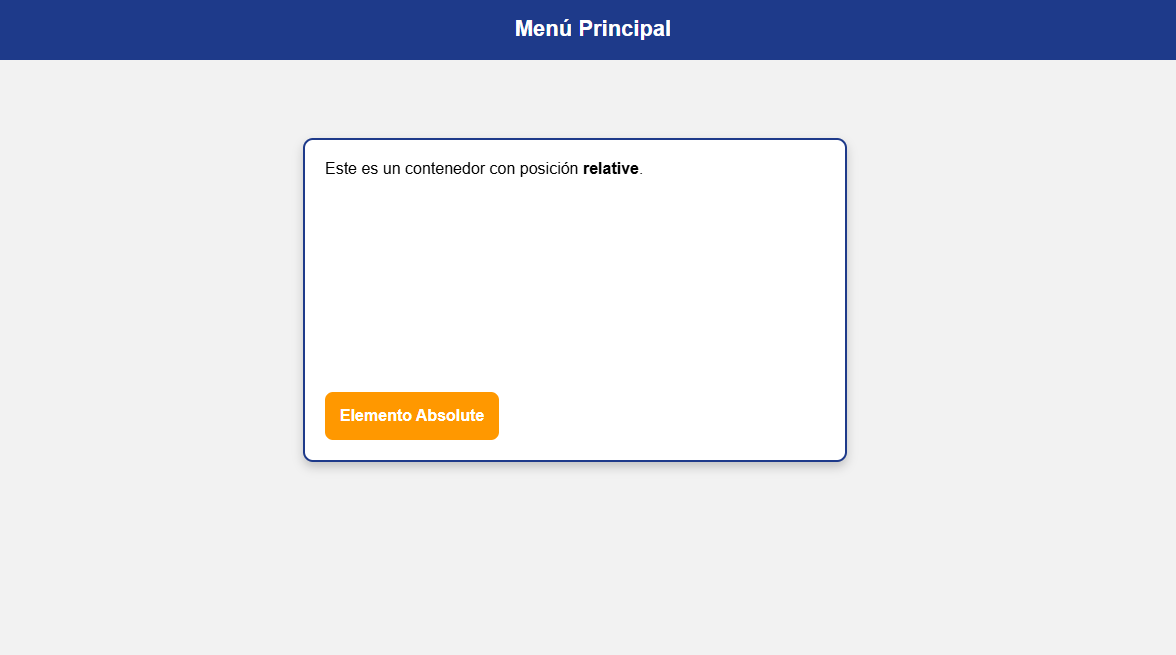 Menú Principal
Este es un contenedor con posición relative.
Elemento Absolute